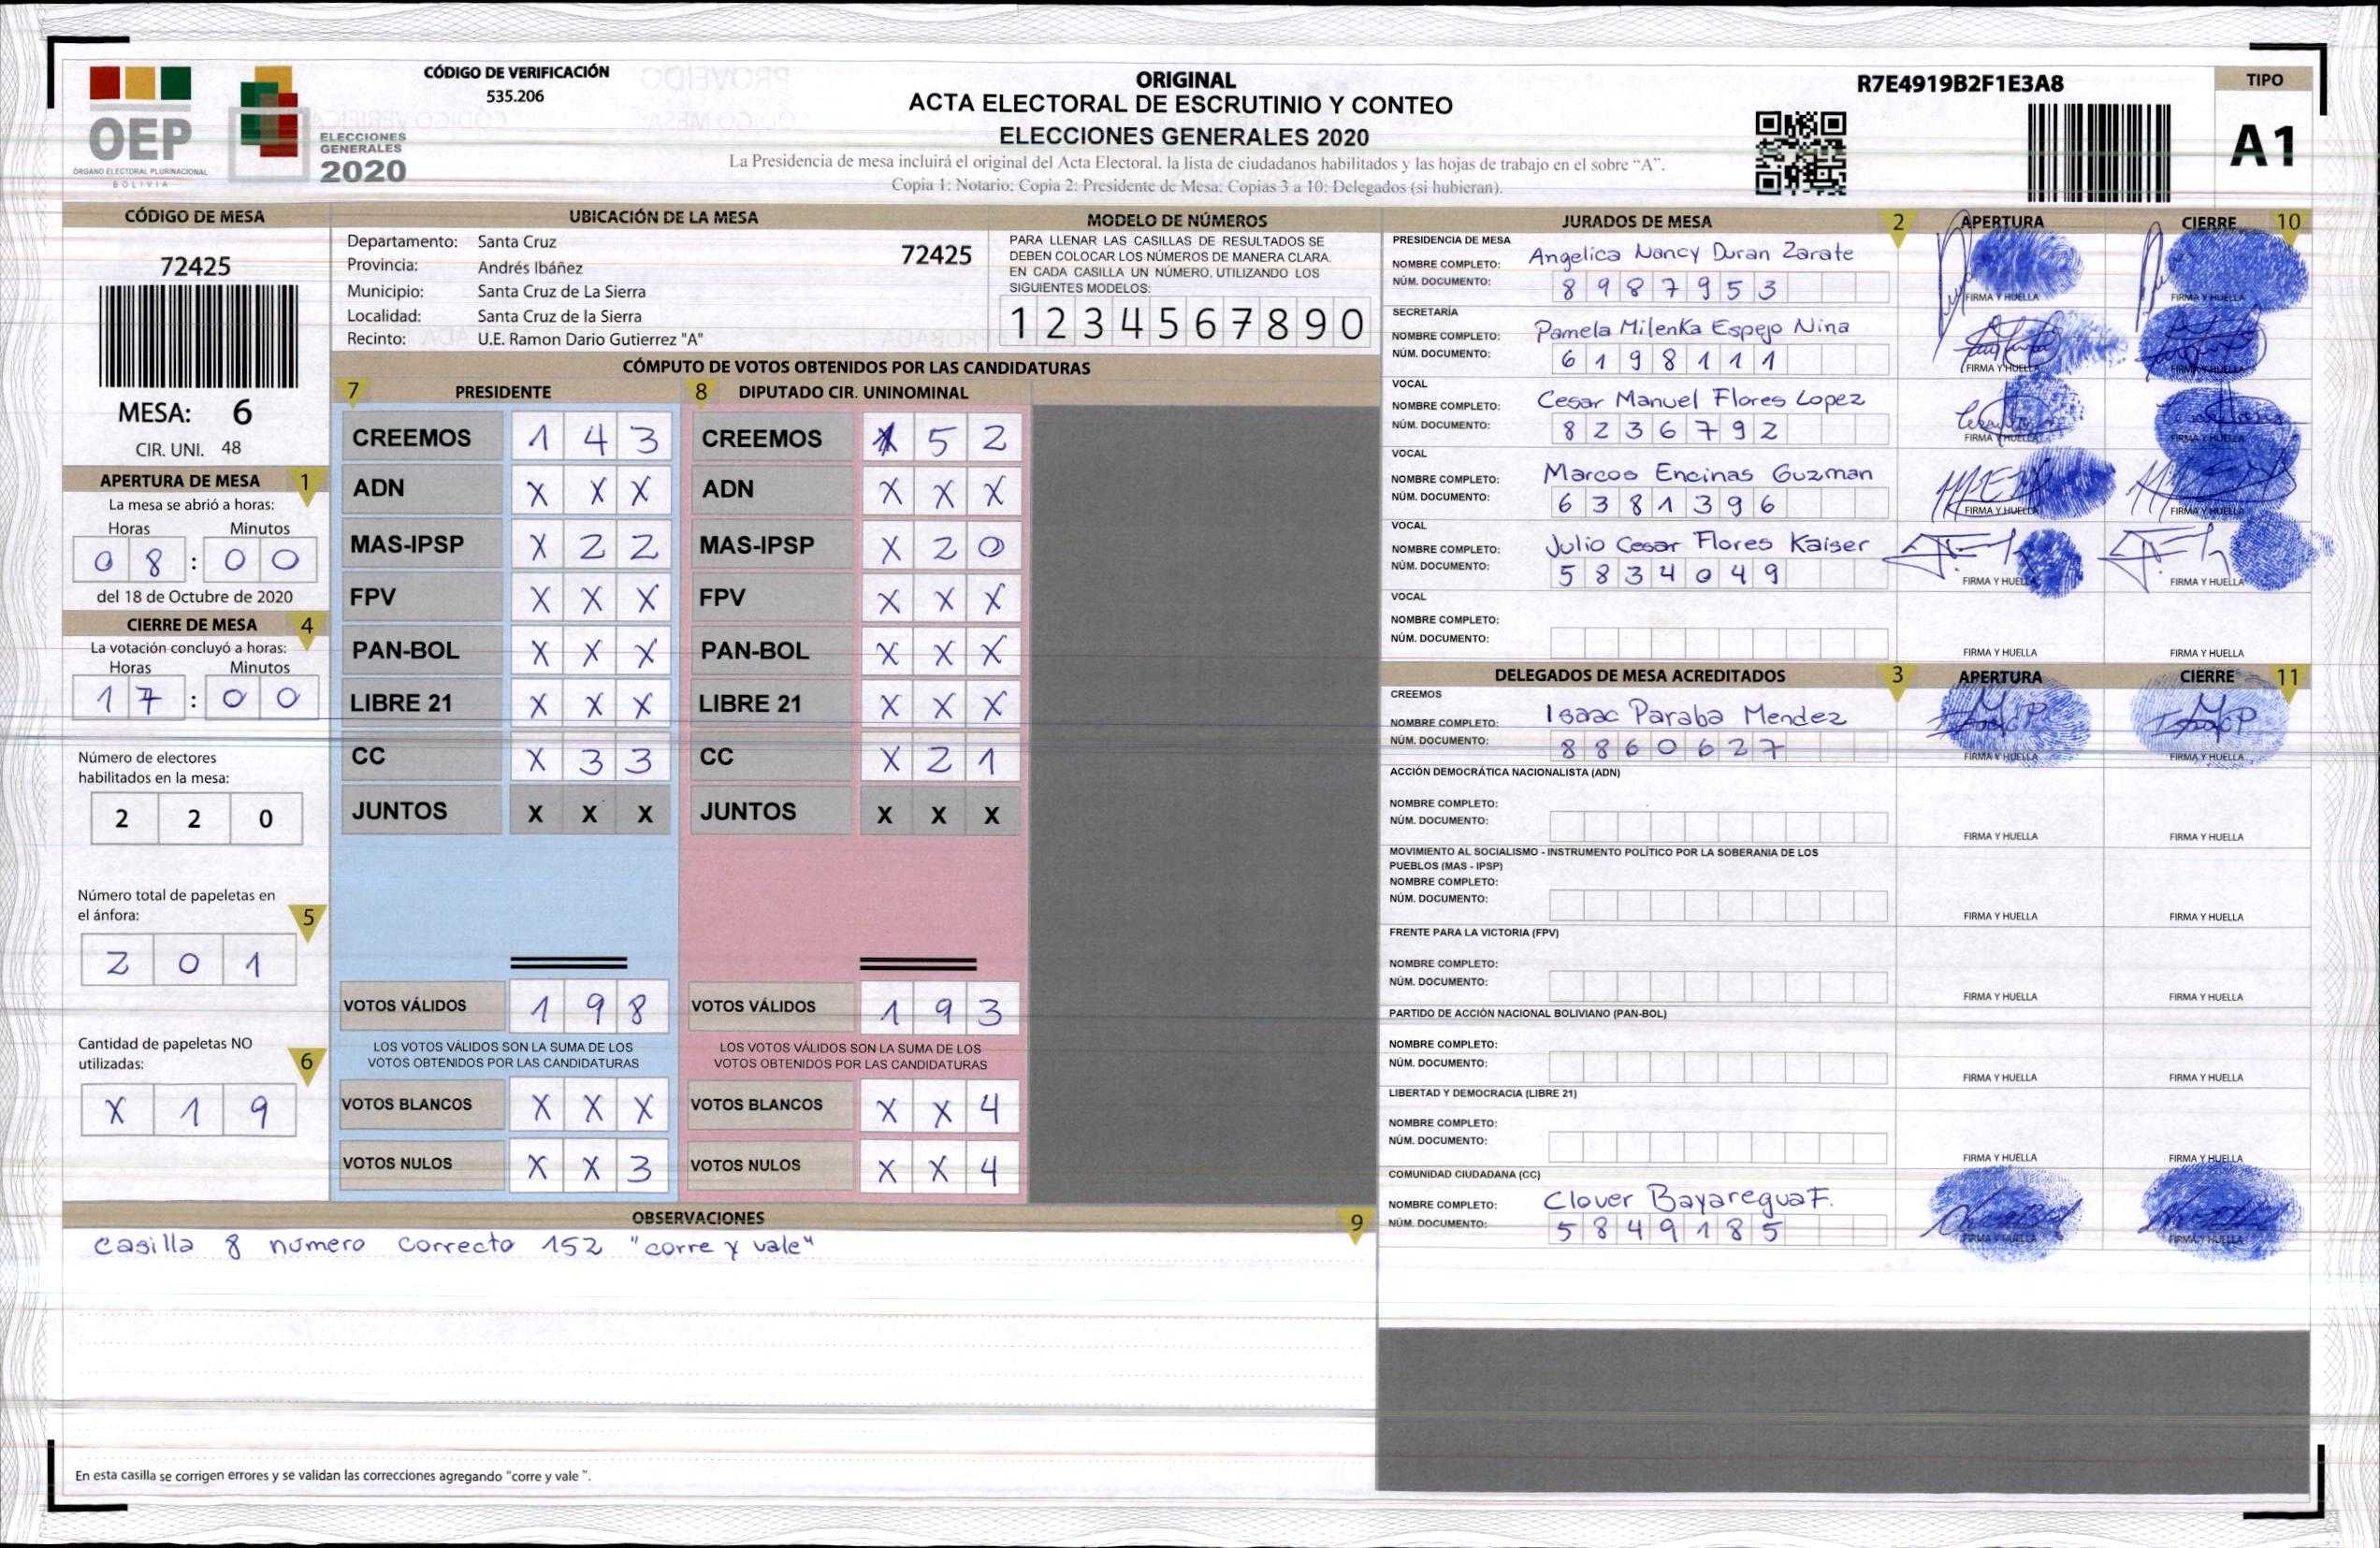 CÓDIGO DE VERIFICACIÓN
535.206
OEP
ÓRGANO ELECTORAL PLURINACIONAL
BOLIVIA
ELECCIONES
GENERALES
2020
ORIGINAL
ACTA ELECTORAL DE ESCRUTINIO Y CONTEO
ELECCIONES GENERALES 2020
La Presidencia de mesa incluirá el original del Acta Electoral, la lista de ciudadanos habilitados y las hojas de trabajo en el sobre "A".
Copia 1: Notario; Copia 2: Presidente de Mesa; Copias 3 a 10: Delegados (si hubieran).
R7E4919B2F1E3A8
TIPO
A1
CÓDIGO DE MESA
72425
MESA: 6
CIR. UNI. 48
APERTURA DE MESA 1
La mesa se abrió a horas:
Horas Minutos
0 8 : 0 0
del 18 de Octubre de 2020
CIERRE DE MESA 4
La votación concluyó a horas:
Horas Minutos
1 7 : 0 0
Número de electores
habilitados en la mesa:
2 2 0
Número total de papeletas en
el ánfora: 5
2 0 1
Cantidad de papeletas NO
utilizadas: 6
X 1 9
UBICACIÓN DE LA MESA
Departamento: Santa Cruz
72425
Provincia: Andrés Ibáñez
Municipio: Santa Cruz de La Sierra
Localidad: Santa Cruz de la Sierra
Recinto: U.E. Ramon Dario Gutierrez "A"
MODELO DE NÚMEROS
PARA LLENAR LAS CASILLAS DE RESULTADOS SE
DEBEN COLOCAR LOS NÚMEROS DE MANERA CLARA.
EN CADA CASILLA UN NÚMERO, UTILIZANDO LOS
SIGUIENTES MODELOS:
1 2 3 4 5 6 7 8 9 0
CÓMPUTO DE VOTOS OBTENIDOS POR LAS CANDIDATURAS
7 PRESIDENTE
CREEMOS 1 4 3
ADN X X X
MAS-IPSP X 2 2
FPV X X X
PAN-BOL X X X
LIBRE 21 X X X
CC X 3 3
JUNTOS X X X
VOTOS VÁLIDOS 1 9 8
LOS VOTOS VÁLIDOS SON LA SUMA DE LOS
VOTOS OBTENIDOS POR LAS CANDIDATURAS
VOTOS BLANCOS X X X
VOTOS NULOS X X 3
8 DIPUTADO CIR. UNINOMINAL
CREEMOS 1 5 2
ADN X X X
MAS-IPSP X 2 0
FPV X X X
PAN-BOL X X X
LIBRE 21 X X X
CC X 2 1
JUNTOS X X X
VOTOS VÁLIDOS 1 9 3
LOS VOTOS VÁLIDOS SON LA SUMA DE LOS
VOTOS OBTENIDOS POR LAS CANDIDATURAS
VOTOS BLANCOS X X 4
VOTOS NULOS X X 4
OBSERVACIONES 9
Casilla 8 numero correcto 152 "corre y vale"
En esta casilla se corrigen errores y se validan las correcciones agregando "corre y vale ".
JURADOS DE MESA 2 APERTURA CIERRE 10
PRESIDENCIA DE MESA
NOMBRE COMPLETO: Angelica Nancy Duran Zarate
NÚM. DOCUMENTO: 8 9 8 7 9 5 3
FIRMA Y HUELLA FIRMA Y HUELLA
SECRETARÍA
NOMBRE COMPLETO: Pamela Milenka Espejo Nina
NÚM. DOCUMENTO: 6 1 9 8 1 1 1
FIRMA Y HUELLA FIRMA Y HUELLA
VOCAL
NOMBRE COMPLETO: Cesar Manuel Flores Lopez
NÚM. DOCUMENTO: 8 2 3 6 7 9 2
FIRMA Y HUELLA FIRMA Y HUELLA
VOCAL
NOMBRE COMPLETO: Marcos Encinas Guzman
NÚM. DOCUMENTO: 6 3 8 1 3 9 6
FIRMA Y HUELLA FIRMA Y HUELLA
VOCAL
NOMBRE COMPLETO: Julio Cesar Flores Kaiser
NÚM. DOCUMENTO: 5 8 3 4 0 4 9
FIRMA Y HUELLA FIRMA Y HUELLA
VOCAL
NOMBRE COMPLETO:
NÚM. DOCUMENTO:
FIRMA Y HUELLA FIRMA Y HUELLA
DELEGADOS DE MESA ACREDITADOS 3 APERTURA CIERRE 11
CREEMOS
NOMBRE COMPLETO: Isaac Paraba Mendez
NÚM. DOCUMENTO: 8 8 6 0 6 2 7
FIRMA Y HUELLA FIRMA Y HUELLA
ACCIÓN DEMOCRÁTICA NACIONALISTA (ADN)
NOMBRE COMPLETO:
NÚM. DOCUMENTO:
FIRMA Y HUELLA FIRMA Y HUELLA
MOVIMIENTO AL SOCIALISMO - INSTRUMENTO POLÍTICO POR LA SOBERANIA DE LOS
PUEBLOS (MAS - IPSP)
NOMBRE COMPLETO:
NÚM. DOCUMENTO:
FIRMA Y HUELLA FIRMA Y HUELLA
FRENTE PARA LA VICTORIA (FPV)
NOMBRE COMPLETO:
NÚM. DOCUMENTO:
FIRMA Y HUELLA FIRMA Y HUELLA
PARTIDO DE ACCIÓN NACIONAL BOLIVIANO (PAN-BOL)
NOMBRE COMPLETO:
NÚM. DOCUMENTO:
FIRMA Y HUELLA FIRMA Y HUELLA
LIBERTAD Y DEMOCRACIA (LIBRE 21)
NOMBRE COMPLETO:
NÚM. DOCUMENTO:
FIRMA Y HUELLA FIRMA Y HUELLA
COMUNIDAD CIUDADANA (CC)
NOMBRE COMPLETO: Clover Bayaregua F.
NÚM. DOCUMENTO: 5 8 4 9 1 8 5
FIRMA Y HUELLA FIRMA Y HUELLA